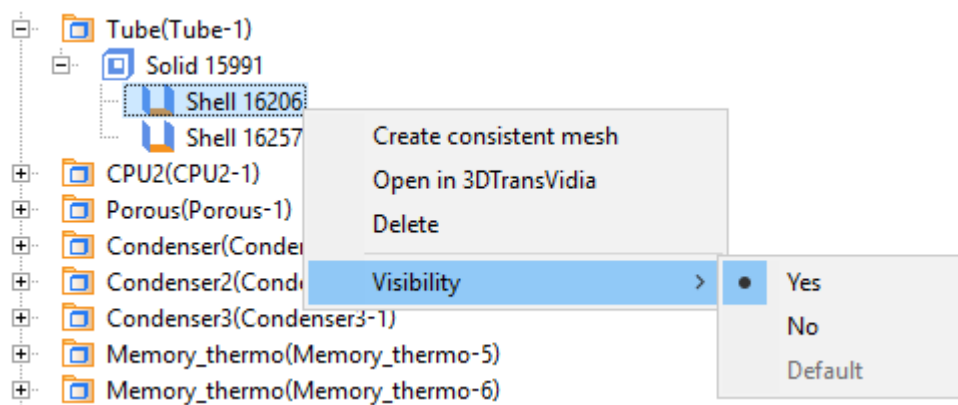 Tube(Tube-1)
Solid 15991
Shell 16206
Shell 16257
Create consistent mesh
CPU2(CPU2-1)
Open in 3DTransVidia
Porous(Porous-1)
Delete
Condenser(Conden
Condenser2(Cond
Visibility
Yes
Condenser3(Condenser3-1)
No
Memory_thermo(Memory_thermo-5)
Default
Memory_thermo(Memory_thermo-6)